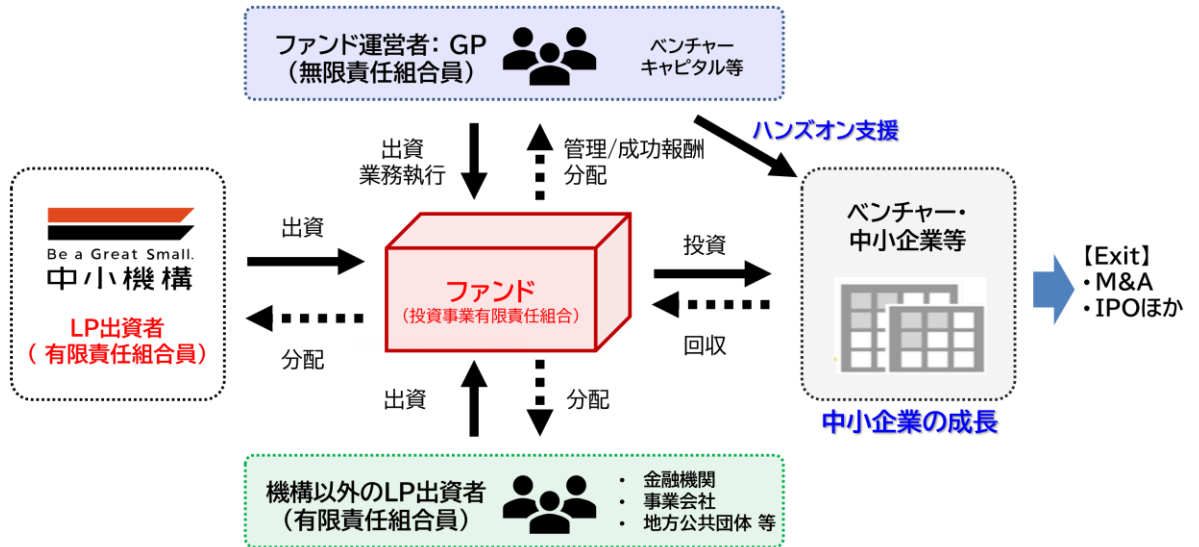 ファンド運営者： GP
（無限責任組合員）
ベンチャー
キャピタル等
ハンズオン支援
出資
業務執行
管理/成功報酬
分配
Be a Great Small.
中小機構
LP出資者
（ 有限責任組合員）
出資
分配
ファンド
（投資事業有限責任組合）
投資
回収
ベンチャー・
中小企業等
中小企業の成長
【Exit】
・M&A
・IPOほか
出資
分配
機構以外のLP出資者
（有限責任組合員）
・ 金融機関
・ 事業会社
・ 地方公共団体 等